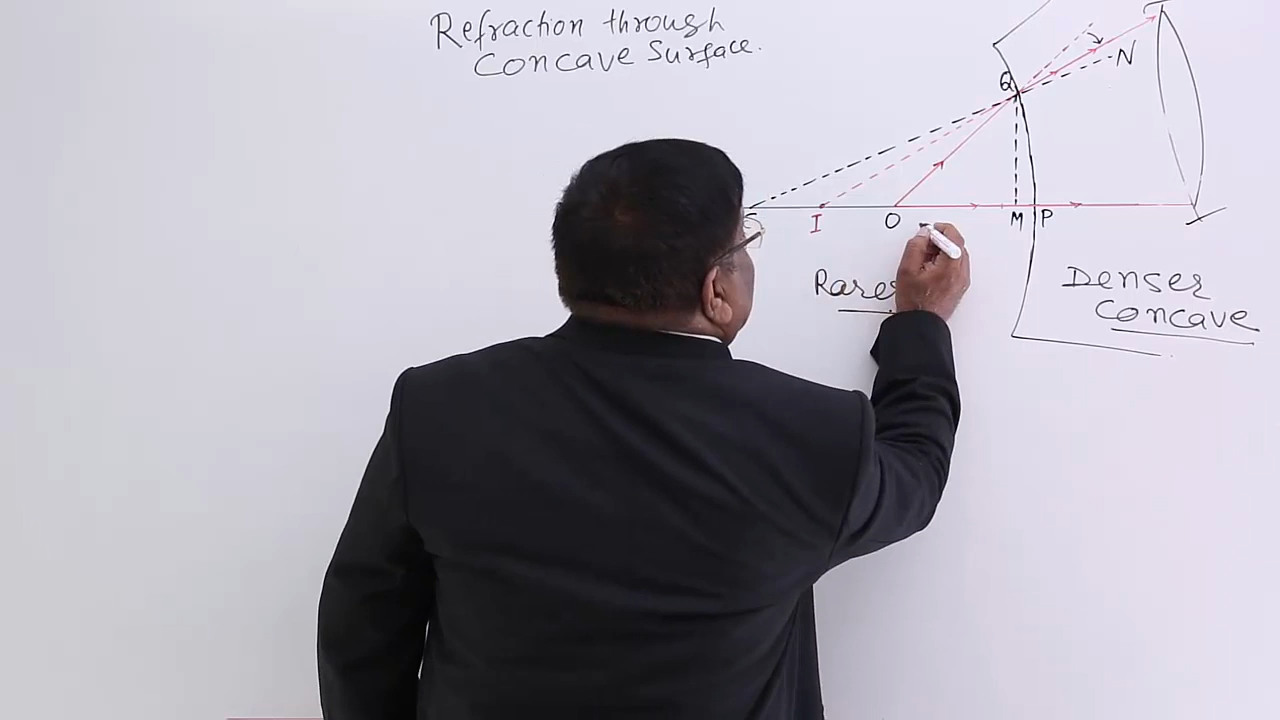 Refraction through
Concave Surface.
Q
N
I
O
M
P
Rarer
Denser
Concave